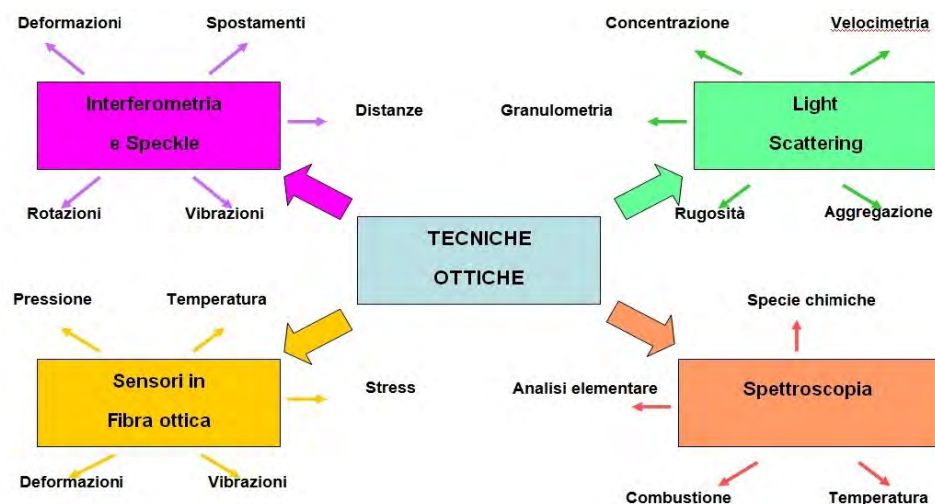 Deformazioni
Spostamenti
Interferometria
e Speckle
Distanze
Rotazioni
Vibrazioni
Concentrazione
Velocimetria
Granulometria
Light
Scattering
Rugosità
Aggregazione
TECNICHE
OTTICHE
Pressione
Temperatura
Sensori in
Fibra ottica
Stress
Deformazioni
Vibrazioni
Specie chimiche
Analisi elementare
Spettroscopia
Combustione
Temperatura